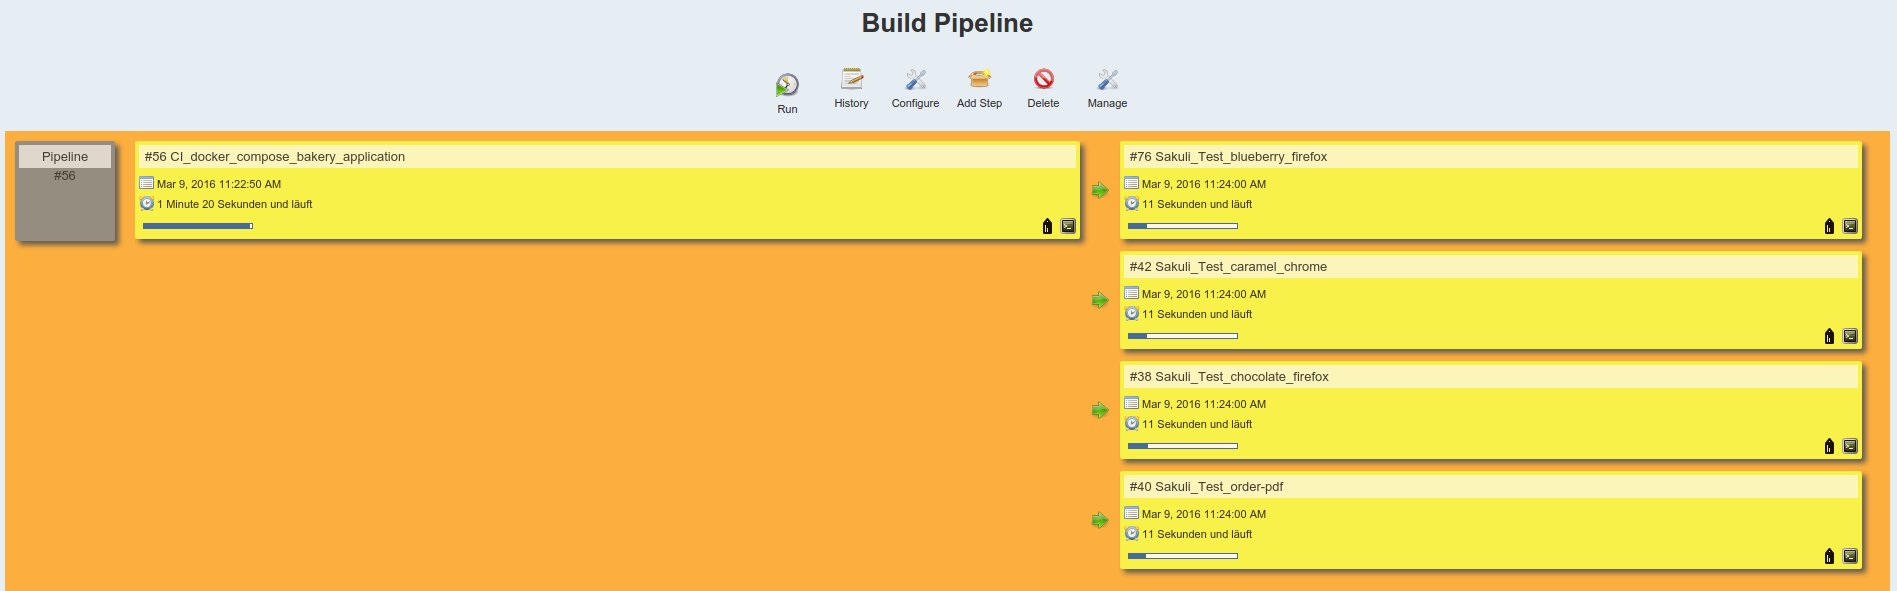 Build Pipeline
Run
History
Configure
Add Step
Delete
Manage
Pipeline
#56
#56 CI_docker_compose_bakery_application
Mar 9, 2016 11:22:50 AM
1 Minute 20 Sekunden und läuft
#76 Sakuli_Test_blueberry_firefox
Mar 9, 2016 11:24:00 AM
11 Sekunden und läuft
#42 Sakuli_Test_caramel_chrome
Mar 9, 2016 11:24:00 AM
11 Sekunden und läuft
#38 Sakuli_Test_chocolate_firefox
Mar 9, 2016 11:24:00 AM
11 Sekunden und läuft
#40 Sakuli_Test_order-pdf
Mar 9, 2016 11:24:00 AM
11 Sekunden und läuft